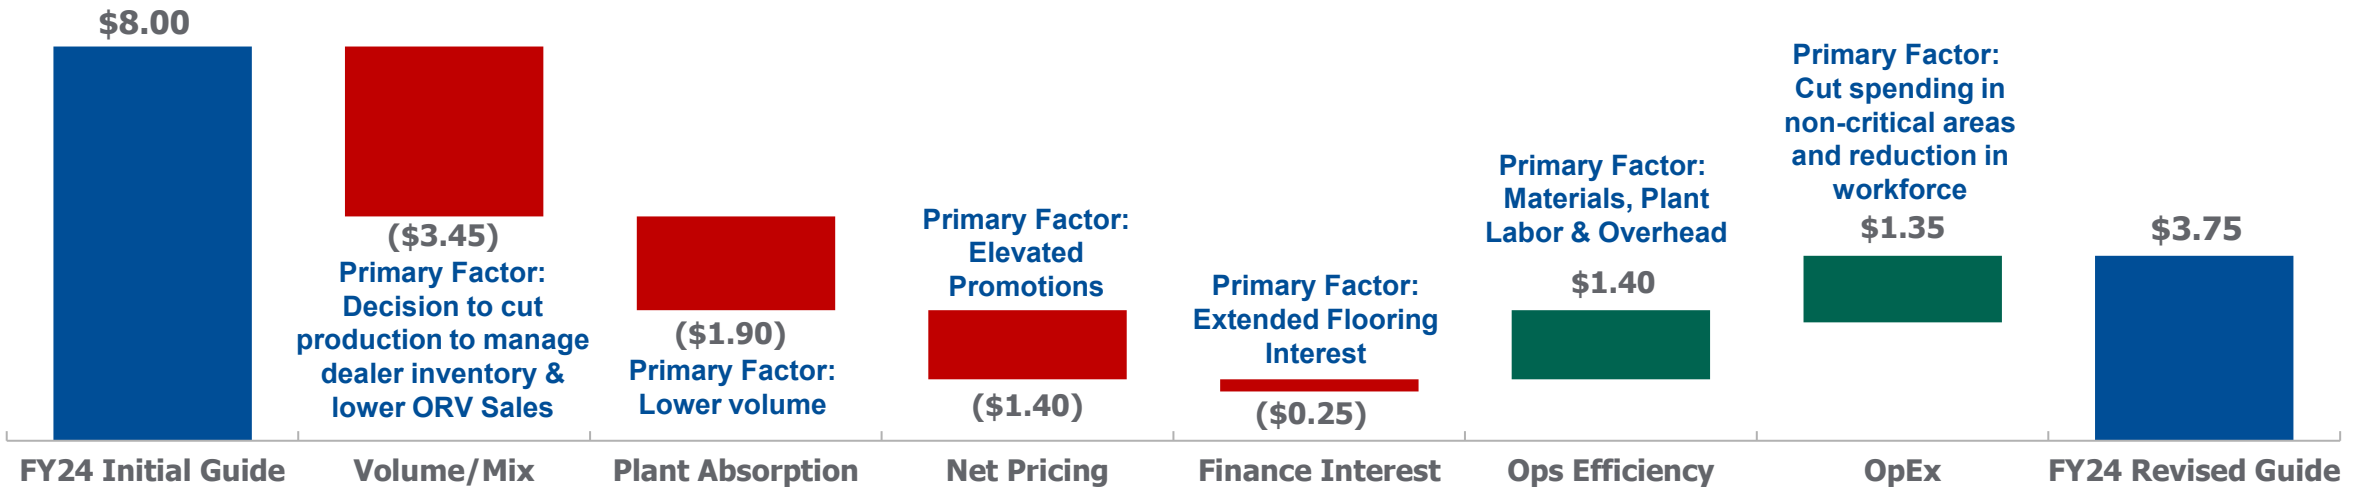 $8.00
($3.45)
Primary Factor:
Decision to cut
production to manage
dealer inventory &
lower ORV Sales
($1.90)
Primary Factor:
Lower volume
Primary Factor:
Elevated
Promotions
($1.40)
Primary Factor:
Extended Flooring
Interest
($0.25)
Primary Factor:
Materials, Plant
Labor & Overhead
$1.40
Primary Factor:
Cut spending in
non-critical areas
and reduction in
workforce
$1.35
$3.75
FY24 Initial Guide
Volume/Mix
Plant Absorption
Net Pricing
Finance Interest
Ops Efficiency
OpEx
FY24 Revised Guide